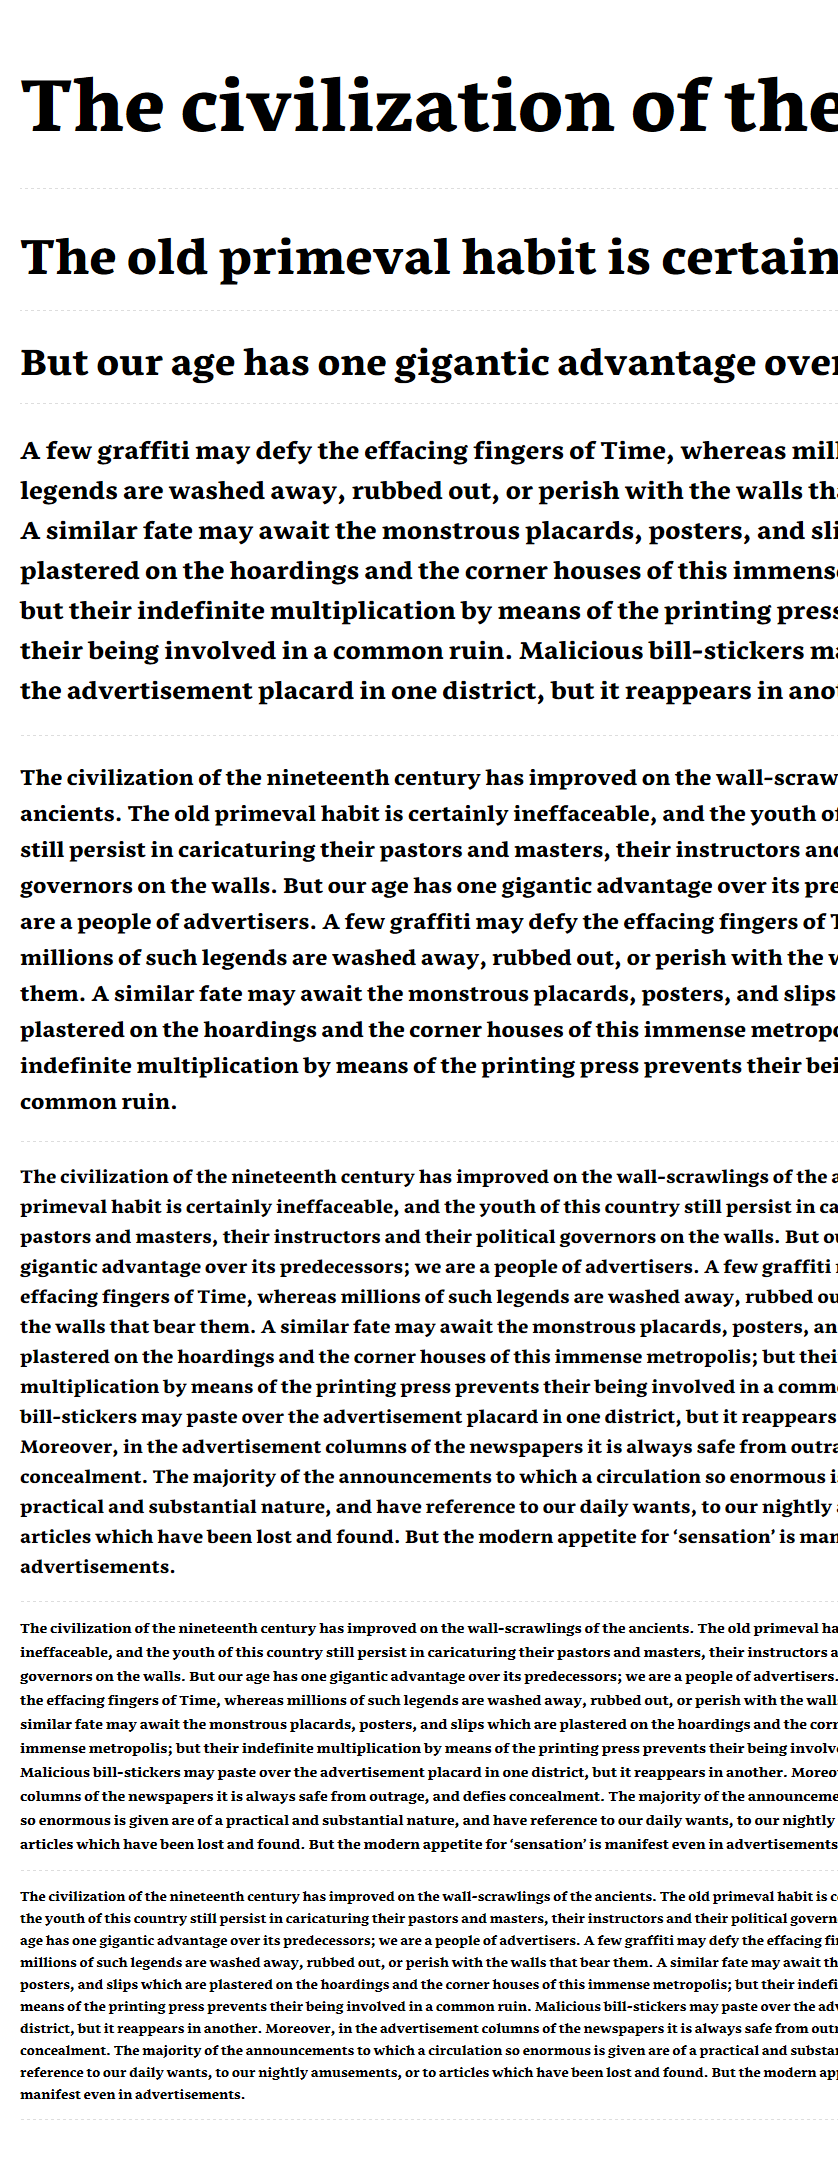 The civilization of the
The old primeval habit is certain
But our age has one gigantic advantage over
A few graffiti may defy the effacing fingers of Time, whereas mill
legends are washed away, rubbed out, or perish with the walls tha
A similar fate may await the monstrous placards, posters, and sli
plastered on the hoardings and the corner houses of this immense
but their indefinite multiplication by means of the printing press
their being involved in a common ruin. Malicious bill-stickers ma
the advertisement placard in one district, but it reappears in anot
The civilization of the nineteenth century has improved on the wall-scraw
ancients. The old primeval habit is certainly ineffaceable, and the youth of
still persist in caricaturing their pastors and masters, their instructors and
governors on the walls. But our age has one gigantic advantage over its pre
are a people of advertisers. A few graffiti may defy the effacing fingers of T
millions of such legends are washed away, rubbed out, or perish with the w
them. A similar fate may await the monstrous placards, posters, and slips
plastered on the hoardings and the corner houses of this immense metropo
indefinite multiplication by means of the printing press prevents their bei
common ruin.
The civilization of the nineteenth century has improved on the wall-scrawlings of the a
primeval habit is certainly ineffaceable, and the youth of this country still persist in ca
pastors and masters, their instructors and their political governors on the walls. But ou
gigantic advantage over its predecessors; we are a people of advertisers. A few graffiti
effacing fingers of Time, whereas millions of such legends are washed away, rubbed ou
the walls that bear them. A similar fate may await the monstrous placards, posters, an
plastered on the hoardings and the corner houses of this immense metropolis; but thei
multiplication by means of the printing press prevents their being involved in a comm
bill-stickers may paste over the advertisement placard in one district, but it reappears
Moreover, in the advertisement columns of the newspapers it is always safe from outra
concealment. The majority of the announcements to which a circulation so enormous i
practical and substantial nature, and have reference to our daily wants, to our nightly
articles which have been lost and found. But the modern appetite for ‘sensation’ is man
advertisements.
The civilization of the nineteenth century has improved on the wall-scrawlings of the ancients. The old primeval ha
ineffaceable, and the youth of this country still persist in caricaturing their pastors and masters, their instructors a
governors on the walls. But our age has one gigantic advantage over its predecessors; we are a people of advertisers.
the effacing fingers of Time, whereas millions of such legends are washed away, rubbed out, or perish with the wall
similar fate may await the monstrous placards, posters, and slips which are plastered on the hoardings and the corn
immense metropolis; but their indefinite multiplication by means of the printing press prevents their being involv
Malicious bill-stickers may paste over the advertisement placard in one district, but it reappears in another. Moreo
columns of the newspapers it is always safe from outrage, and defies concealment. The majority of the announceme
so enormous is given are of a practical and substantial nature, and have reference to our daily wants, to our nightly
articles which have been lost and found. But the modern appetite for ‘sensation’ is manifest even in advertisements
The civilization of the nineteenth century has improved on the wall-scrawlings of the ancients. The old primeval habit is c
the youth of this country still persist in caricaturing their pastors and masters, their instructors and their political govern
age has one gigantic advantage over its predecessors; we are a people of advertisers. A few graffiti may defy the effacing fi
millions of such legends are washed away, rubbed out, or perish with the walls that bear them. A similar fate may await th
posters, and slips which are plastered on the hoardings and the corner houses of this immense metropolis; but their indefi
means of the printing press prevents their being involved in a common ruin. Malicious bill-stickers may paste over the adv
district, but it reappears in another. Moreover, in the advertisement columns of the newspapers it is always safe from outr
concealment. The majority of the announcements to which a circulation so enormous is given are of a practical and substan
reference to our daily wants, to our nightly amusements, or to articles which have been lost and found. But the modern app
manifest even in advertisements.